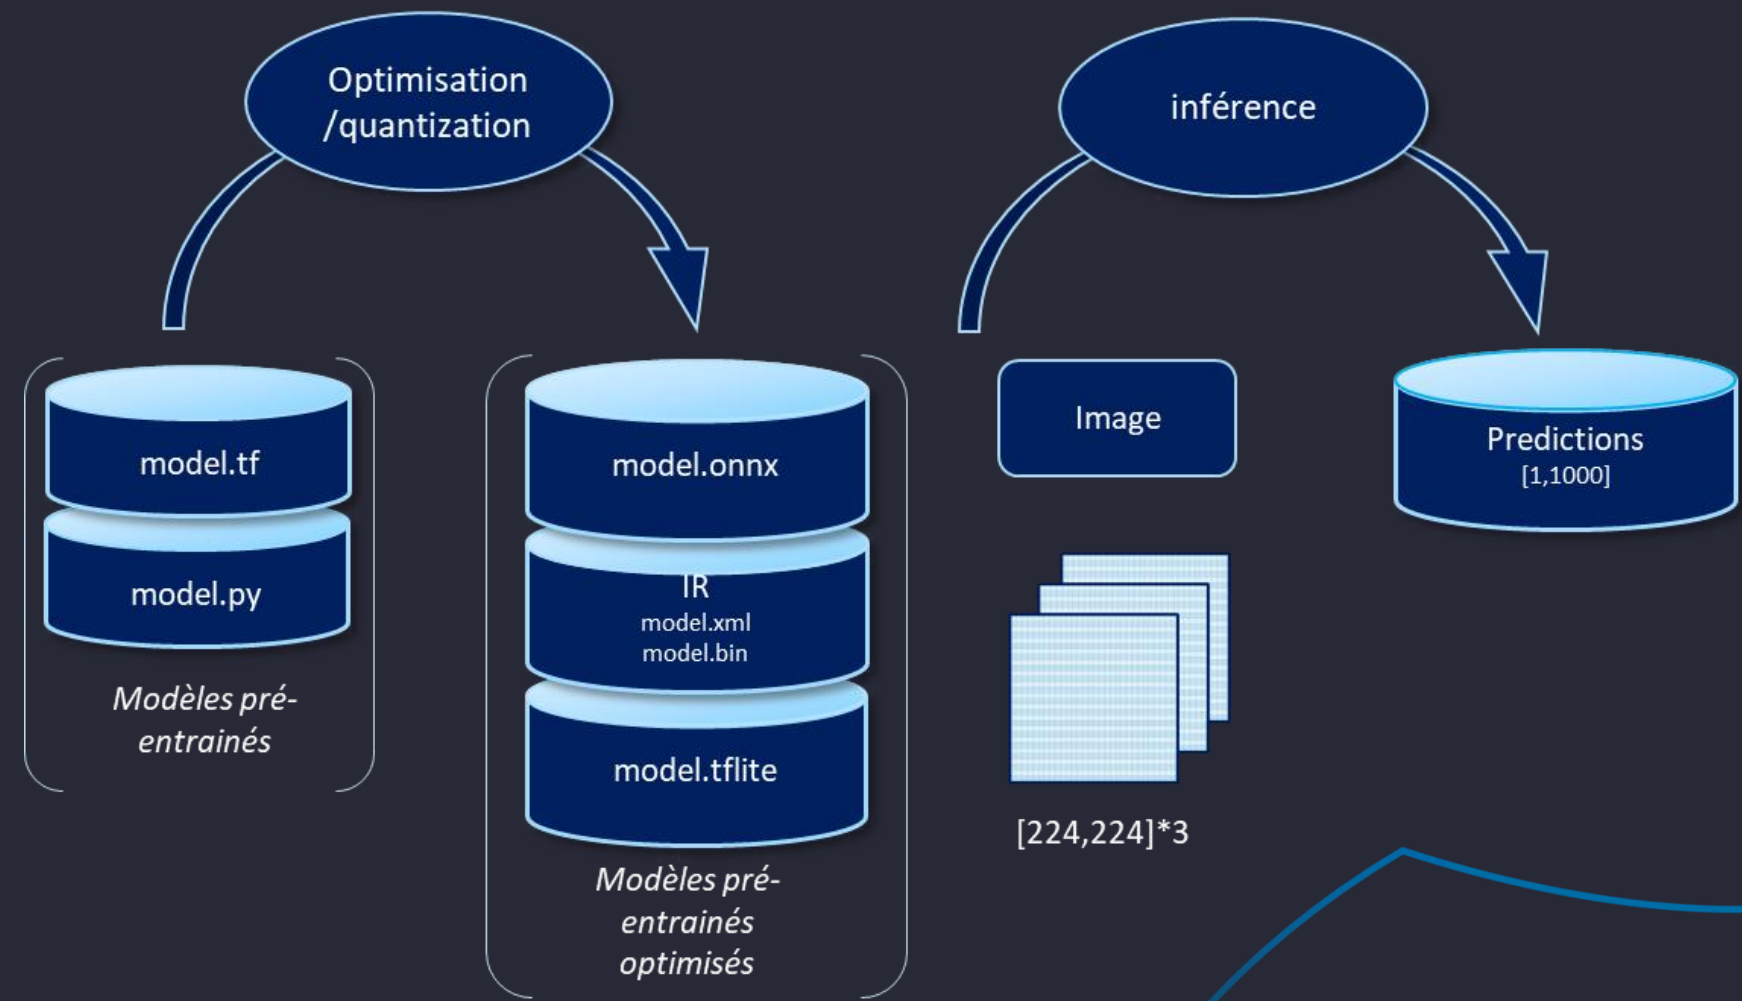 Optimisation
/quantization
inférence
model.tf
model.py
Modèles pré-
entrainés
model.onnx
IR
model.xml
model.bin
model.tflite
Modèles pré-
entrainés
optimisés
Image
[224,224]*3
Predictions
[1,1000]